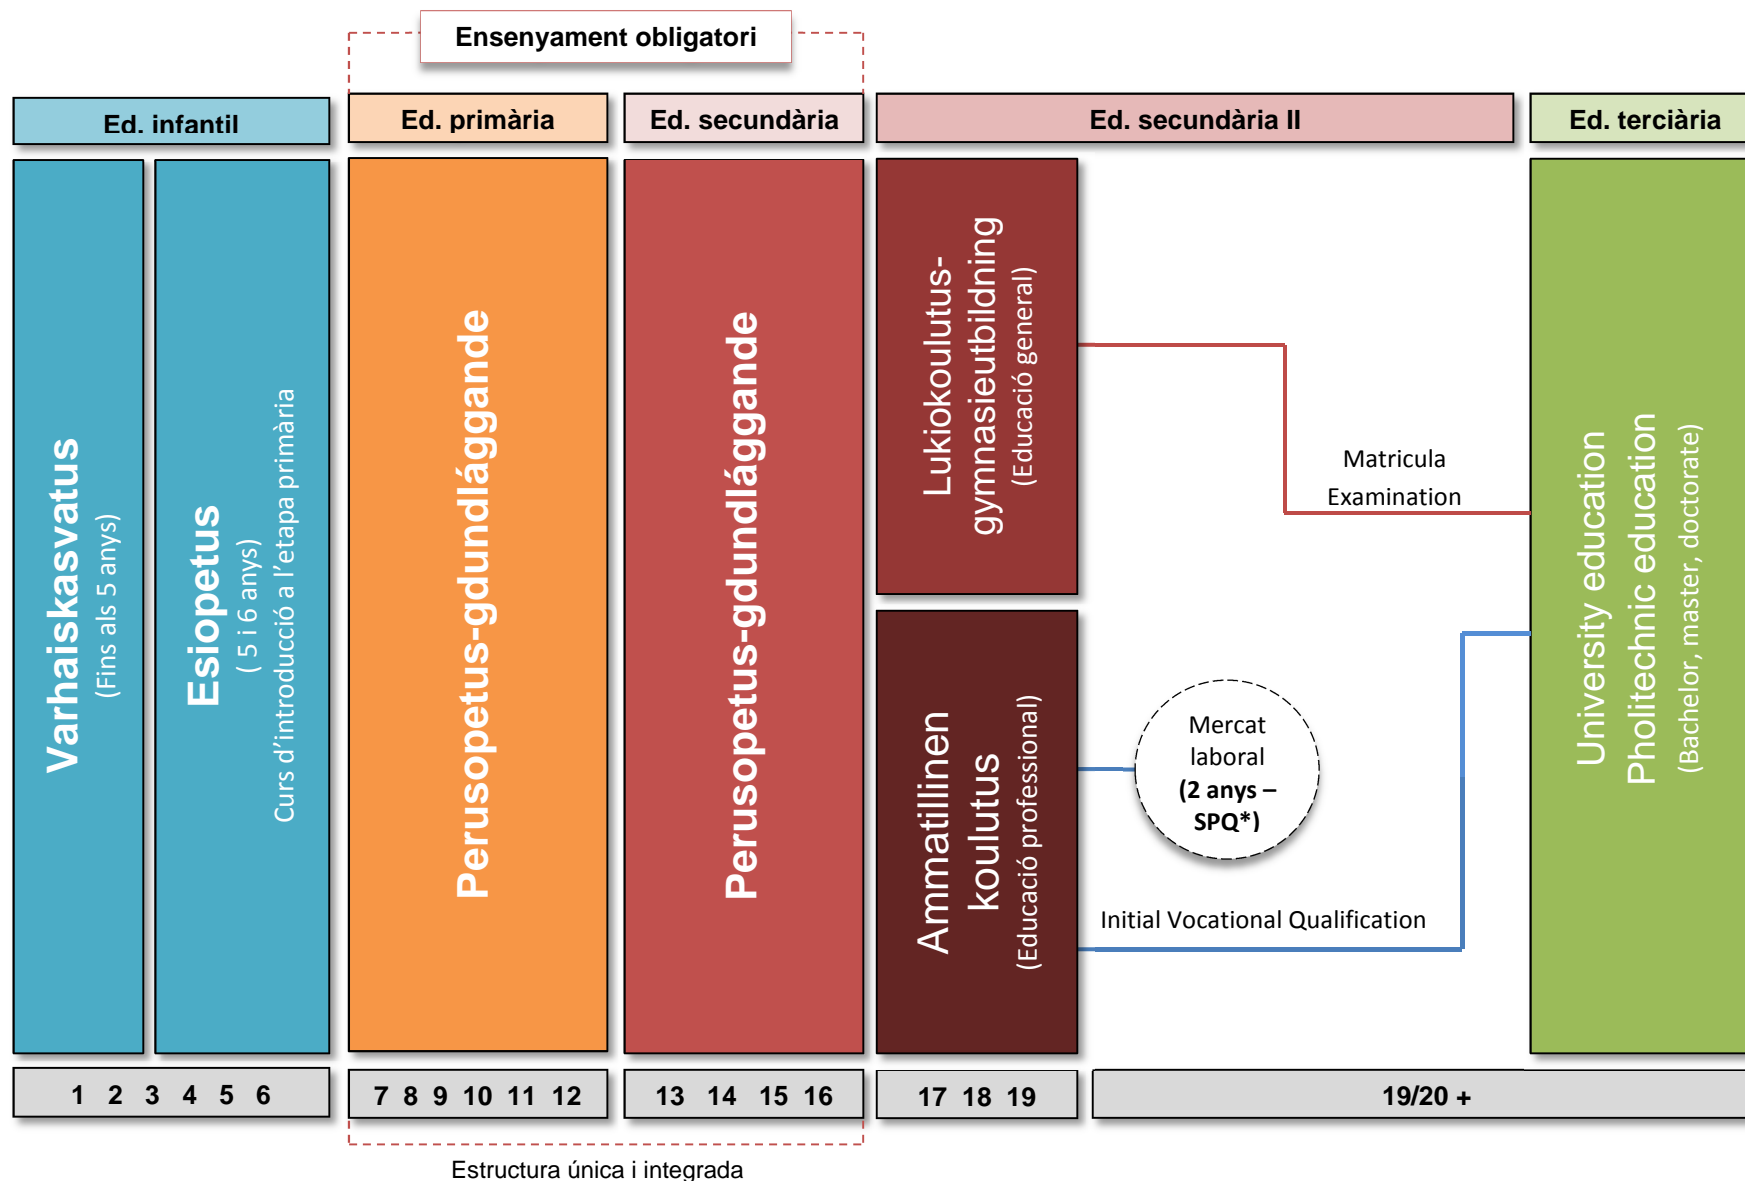 Ensenyament obligatori
Ed. infantil
Ed. primària
Ed. secundària
Ed. secundària II
Ed. terciària
Varhaiskasvatus
(Fins als 5 anys)
Esiopetus
( 5 i 6 anys)
Curs d’introducció a l’etapa primària
Perusopetus-gdundlággande
Perusopetus-gdundlággande
Lukiokoulutus-
gymnasieutbildning
(Educació general)
Ammatillinen
koulutus
(Educació professional)
Matricula
Examination
Mercat
laboral
(2 anys –
SPQ*)
Initial Vocational Qualification
University education
Pholitechnic education
(Bachelor, master, doctorate)
1 2 3 4 5 6
7 8 9 10 11 12
13 14 15 16
17 18 19
19/20 +
Estructura única i integrada